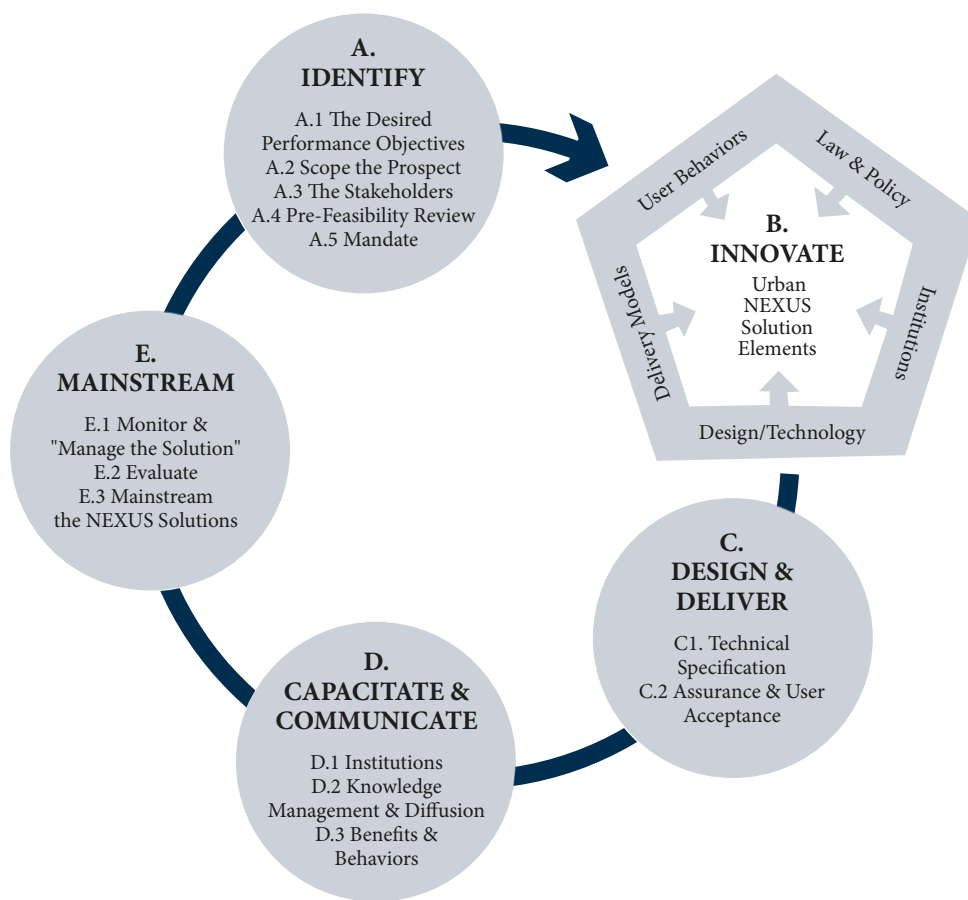 A.
IDENTIFY
A.1 The Desired
Performance Objectives
A.2 Scope the Prospect
A.3 The Stakeholders
A.4 Pre-Feasibility Review
A.5 Mandate
User Behaviors
Law & Policy
Delivery Models
Institutions
Design/Technology
B.
INNOVATE
Urban
NEXUS
Solution
Elements
C.
DESIGN &
DELIVER
C1. Technical
Specification
C.2 Assurance & User
Acceptance
D.
CAPACITATE &
COMMUNICATE
D.1 Institutions
D.2 Knowledge
Management & Diffusion
D.3 Benefits &
Behaviors
E.
MAINSTREAM
E.1 Monitor &
"Manage the Solution"
E.2 Evaluate
E.3 Mainstream
the NEXUS Solutions